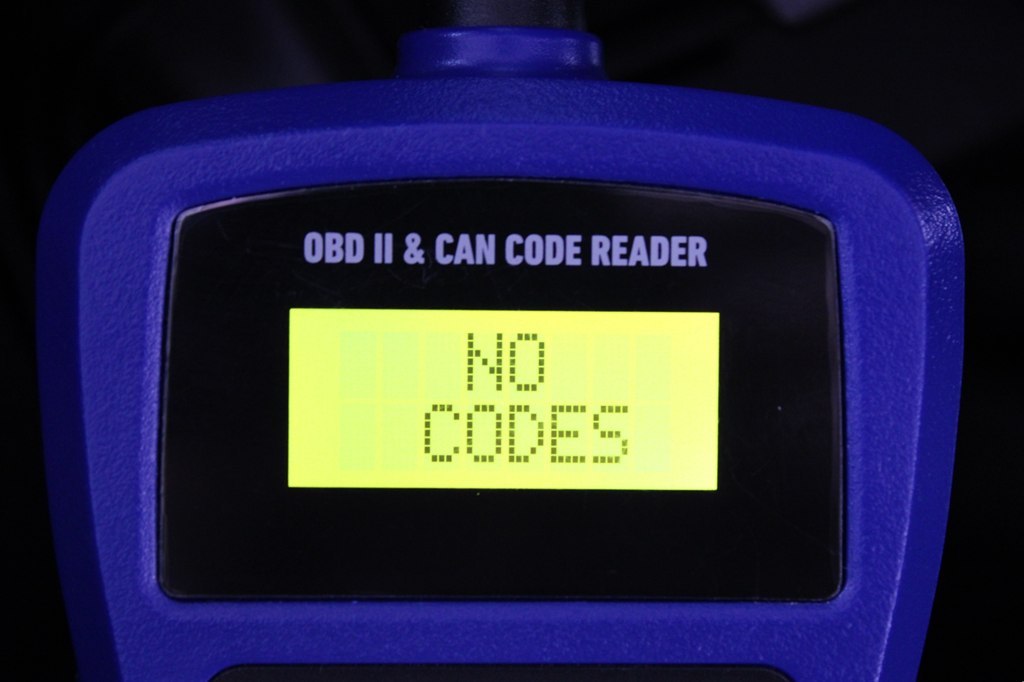 OBD II & CAN CODE READER
NO
CODES